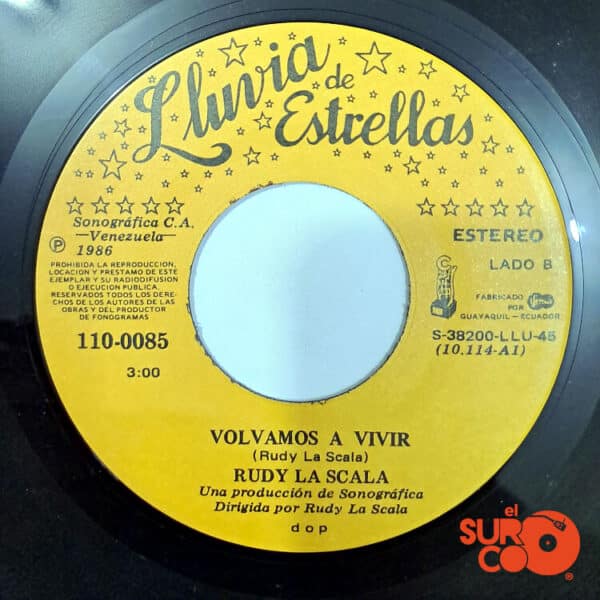 Lluvia
de
Estrellas
Sonográfica C.A.
Venezuela
℗ 1986
PROHIBIDA LA REPRODUCCION,
LOCACION Y PRESTAMO DE ESTE
EJEMPLAR Y SU RADIODIFUSION
O EJECUCION PUBLICA.
RESERVADOS TODOS LOS DERE-
CHOS DE LOS AUTORES DE LAS
OBRAS Y DEL PRODUCTOR
DE FONOGRAMAS
110-0085
3:00
ESTEREO
LADO B
FABRICADO
POR
GUAYAQUIL - ECUADOR
S-38200-LLU-45
(10.114-A1)
VOLVAMOS A VIVIR
(Rudy La Scala)
RUDY LA SCALA
Una producción de Sonográfica
Dirigida por Rudy La Scala
dop
el
SURCO
®